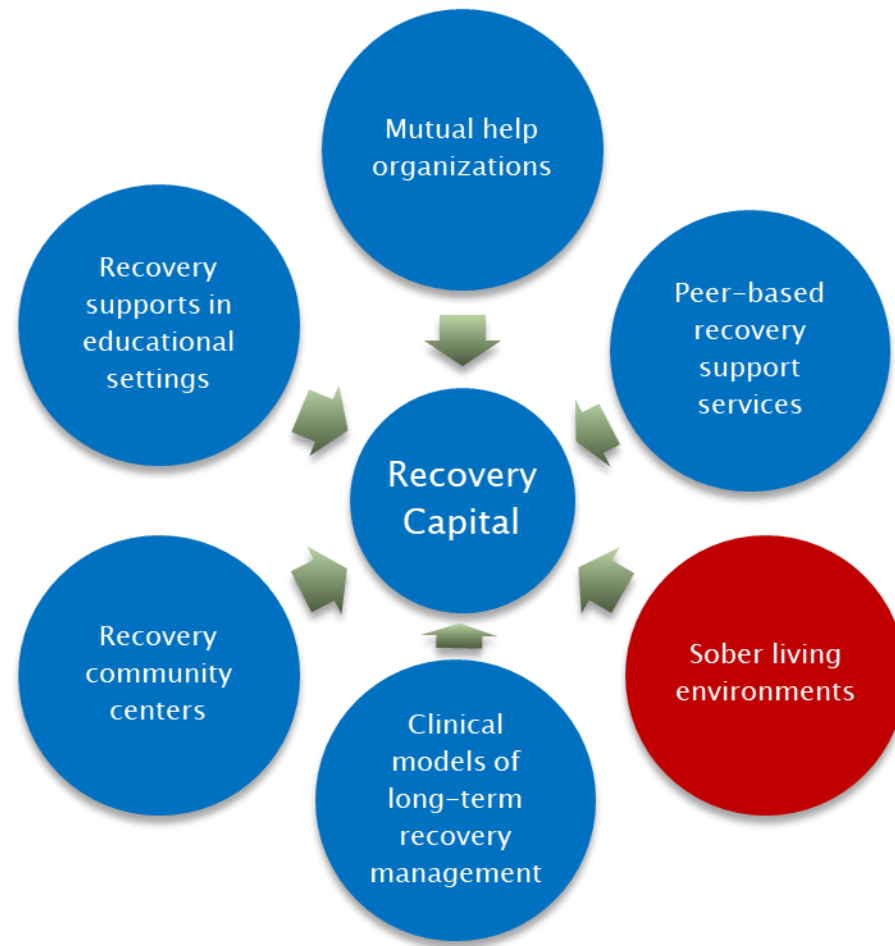 Mutual help
organizations
Recovery
supports in
educational
settings
Peer-based
recovery
support
services
Recovery
Capital
Recovery
community
centers
Sober living
environments
Clinical
models of
long-term
recovery
management